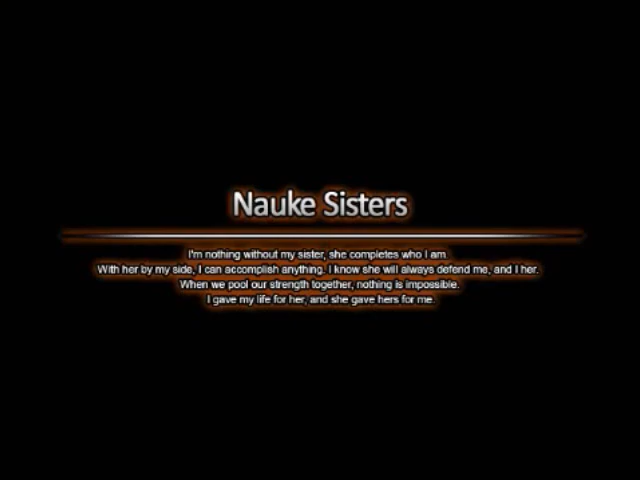 Nauke Sisters
I'm nothing without my sister, she completes who I am.
With her by my side, I can accomplish anything. I know she will always defend me, and I her.
When we pool our strength together, nothing is impossible.
I gave my life for her, and she gave hers for me.